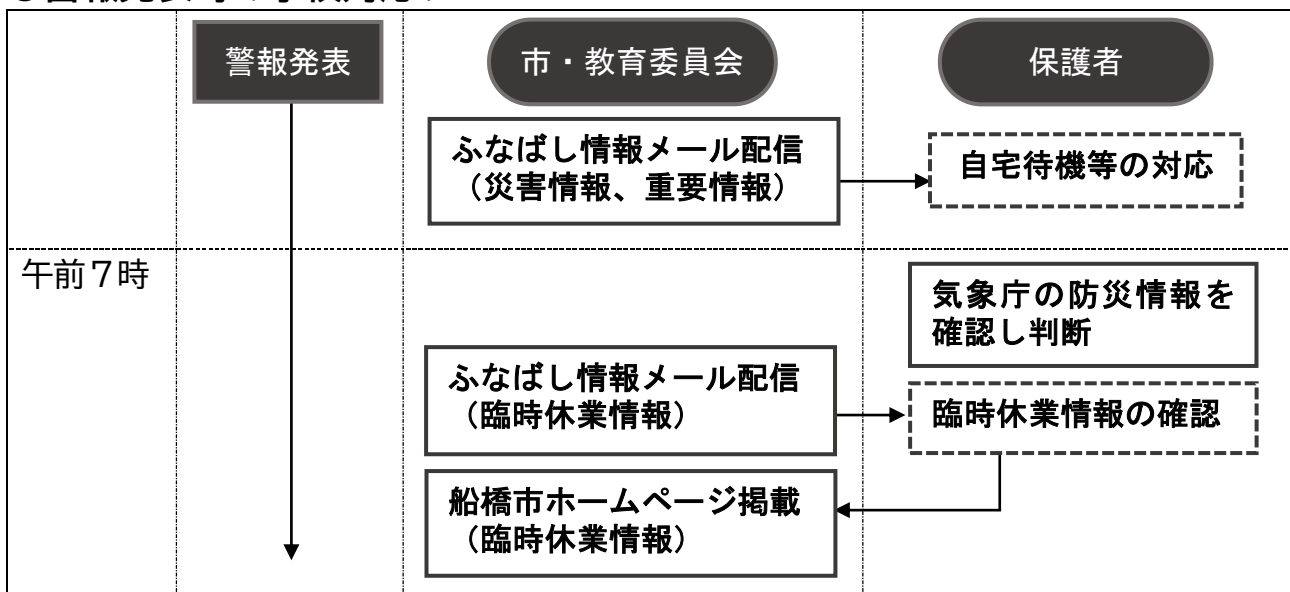 警報発表
市・教育委員会
保護者
ふなばし情報メール配信
(災害情報、重要情報)
自宅待機等の対応
午前7時
気象庁の防災情報を
確認し判断
ふなばし情報メール配信
(臨時休業情報)
臨時休業情報の確認
船橋市ホームページ掲載
(臨時休業情報)